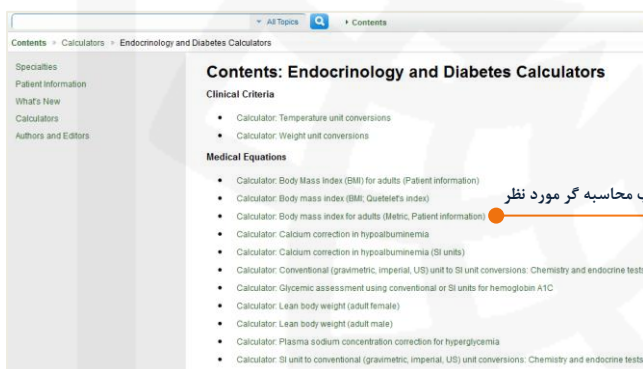 All Topics
Contents
Contents
Calculators
Endocrinology and Diabetes Calculators
Specialties
Patient Information
What's New
Calculators
Authors and Editors
Contents: Endocrinology and Diabetes Calculators
Clinical Criteria
Calculator: Temperature unit conversions
Calculator: Weight unit conversions
Medical Equations
Calculator: Body Mass Index (BMI) for adults (Patient information)
Calculator: Body mass index (BMI; Quetelet's index)
محاسبه گر مورد نظر
Calculator: Body mass index for adults (Metric, Patient information)
Calculator: Calcium correction in hypoalbuminemia
Calculator: Calcium correction in hypoalbuminemia (SI units)
Calculator: Conventional (gravimetric, imperial, US) unit to SI unit conversions: Chemistry and endocrine tests
Calculator: Glycemic assessment using conventional or SI units for hemoglobin A1C
Calculator: Lean body weight (adult female)
Calculator: Lean body weight (adult male)
Calculator: Plasma sodium concentration correction for hyperglycemia
Calculator: SI unit to conventional (gravimetric, imperial, US) unit conversions: Chemistry and endocrine tests